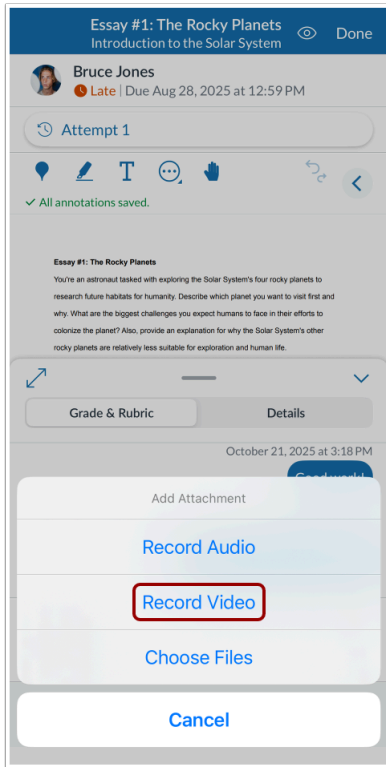 Essay #1: The Rocky Planets
Introduction to the Solar System
Done
Bruce Jones
Late | Due Aug 28, 2025 at 12:59 PM
Attempt 1
T
All annotations saved.
Essay #1: The Rocky Planets
You're an astronaut tasked with exploring the Solar System's four rocky planets to
research future habitats for humanity. Describe which planet you want to visit first and
why. What are the biggest challenges you expect humans to face in their efforts to
colonize the planet? Also, provide an explanation for why the Solar System's other
rocky planets are relatively less suitable for exploration and human life.
Grade & Rubric
Details
October 21, 2025 at 3:18 PM
Good work!
Add Attachment
Record Audio
Record Video
Choose Files
Cancel